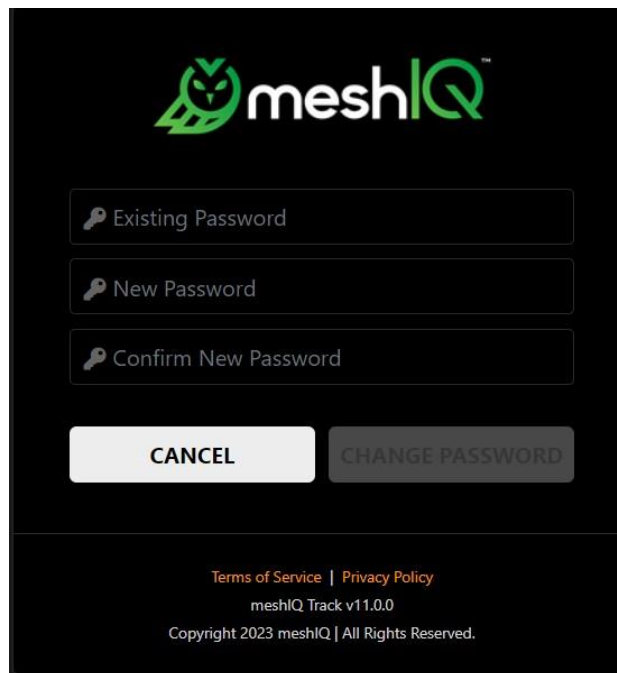 meshIQ™
Existing Password
New Password
Confirm New Password
CANCEL CHANGE PASSWORD
Terms of Service | Privacy Policy
meshIQ Track v11.0.0
Copyright 2023 meshIQ | All Rights Reserved.